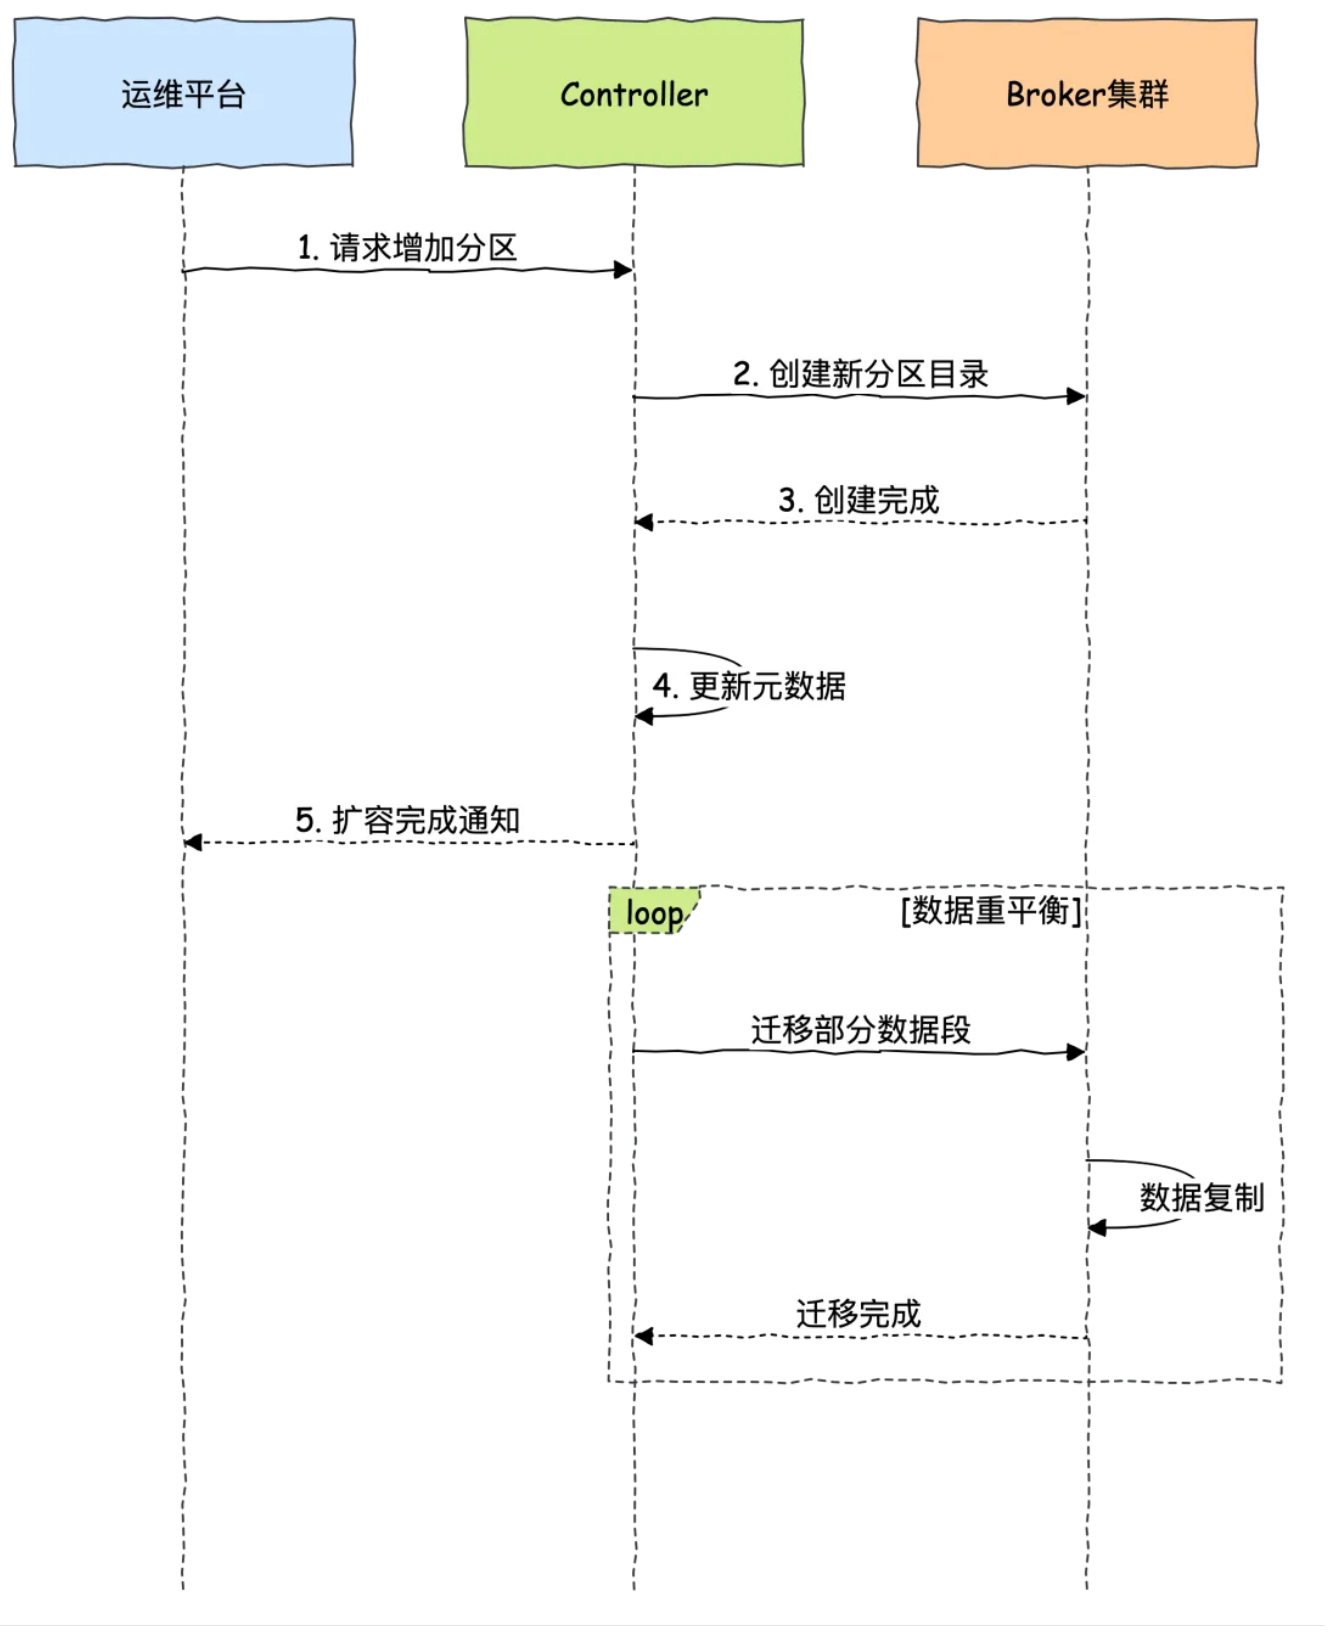 运维平台
Controller
Broker集群
1. 请求增加分区
2. 创建新分区目录
3. 创建完成
4. 更新元数据
5. 扩容完成通知
loop
[数据重平衡]
迁移部分数据段
数据复制
迁移完成